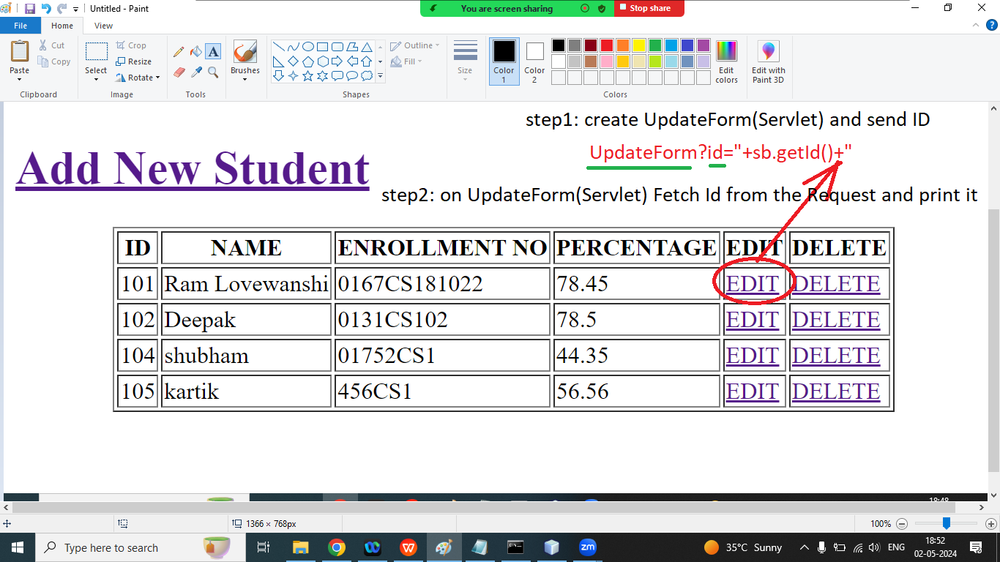 Untitled - Paint
You are screen sharing
Stop share
File
Home
View
Paste
Cut
Copy
Clipboard
Select
Crop
Resize
Rotate
Image
A
Tools
Brushes
Outline
Fill
Shapes
Size
Color 1
Color 2
Edit colors
Colors
Edit with Paint 3D
step1: create UpdateForm(Servlet) and send ID
UpdateForm?id="+sb.getId()+"
Add New Student
step2: on UpdateForm(Servlet) Fetch Id from the Request and print it
ID NAME ENROLLMENT NO PERCENTAGE EDIT DELETE
101 Ram Lovewanshi 0167CS181022 78.45 EDIT DELETE
102 Deepak 0131CS102 78.5 EDIT DELETE
104 shubham 01752CS1 44.35 EDIT DELETE
105 kartik 456CS1 56.56 EDIT DELETE
1366 × 768px
100%
Type here to search
zm
35°C Sunny
ENG
18:52
02-05-2024